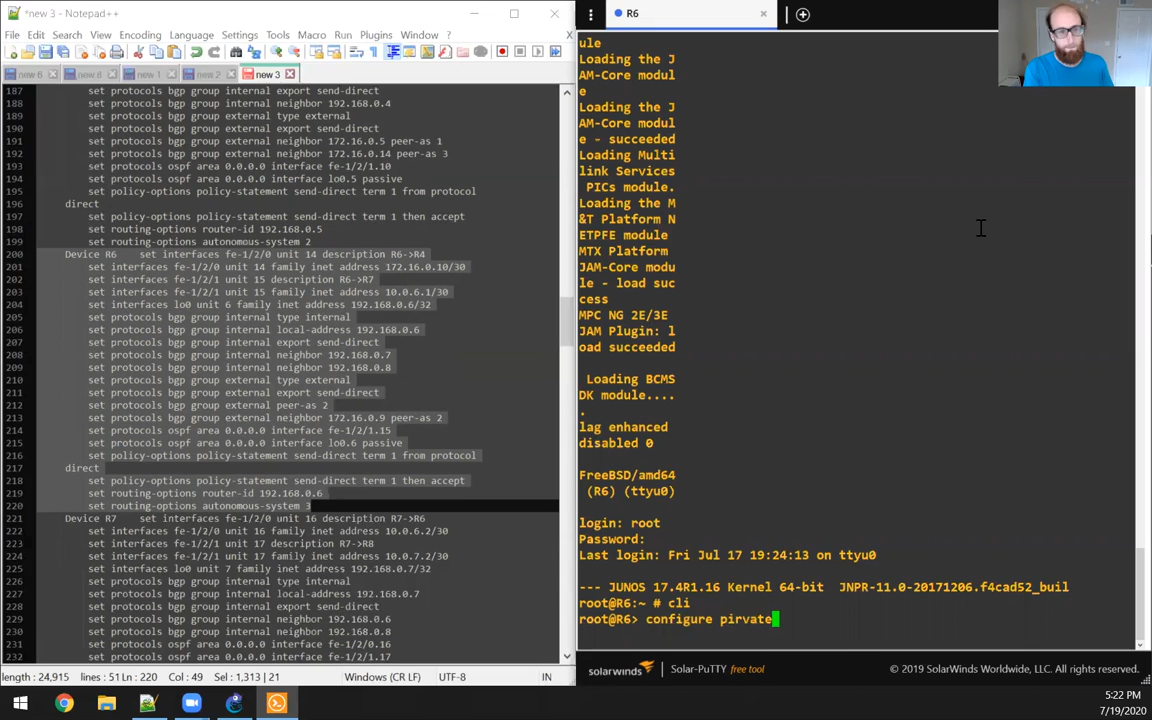 *new 3 - Notepad++
File Edit Search View Encoding Language Settings Tools Macro Run Plugins Window ?
new 6 new 8 new 1 new 2 new 3
187 set protocols bgp group internal export send-direct
188 set protocols bgp group internal neighbor 192.168.0.4
189 set protocols bgp group external type external
190 set protocols bgp group external export send-direct
191 set protocols bgp group external neighbor 172.16.0.5 peer-as 1
192 set protocols bgp group external neighbor 172.16.0.14 peer-as 3
193 set protocols ospf area 0.0.0.0 interface fe-1/2/1.10
194 set protocols ospf area 0.0.0.0 interface lo0.5 passive
195 set policy-options policy-statement send-direct term 1 from protocol
196 direct
197 set policy-options policy-statement send-direct term 1 then accept
198 set routing-options router-id 192.168.0.5
199 set routing-options autonomous-system 2
200 Device R6 set interfaces fe-1/2/0 unit 14 description R6->R4
201 set interfaces fe-1/2/0 unit 14 family inet address 172.16.0.10/30
202 set interfaces fe-1/2/1 unit 15 description R6->R7
203 set interfaces fe-1/2/1 unit 15 family inet address 10.0.6.1/30
204 set interfaces lo0 unit 6 family inet address 192.168.0.6/32
205 set protocols bgp group internal type internal
206 set protocols bgp group internal local-address 192.168.0.6
207 set protocols bgp group internal export send-direct
208 set protocols bgp group internal neighbor 192.168.0.7
209 set protocols bgp group internal neighbor 192.168.0.8
210 set protocols bgp group external type external
211 set protocols bgp group external export send-direct
212 set protocols bgp group external peer-as 2
213 set protocols bgp group external neighbor 172.16.0.9 peer-as 2
214 set protocols ospf area 0.0.0.0 interface fe-1/2/1.15
215 set protocols ospf area 0.0.0.0 interface lo0.6 passive
216 set policy-options policy-statement send-direct term 1 from protocol
217 direct
218 set policy-options policy-statement send-direct term 1 then accept
219 set routing-options router-id 192.168.0.6
220 set routing-options autonomous-system 3
221 Device R7 set interfaces fe-1/2/0 unit 16 description R7->R6
222 set interfaces fe-1/2/0 unit 16 family inet address 10.0.6.2/30
223 set interfaces fe-1/2/1 unit 17 description R7->R8
224 set interfaces fe-1/2/1 unit 17 family inet address 10.0.7.2/30
225 set interfaces lo0 unit 7 family inet address 192.168.0.7/32
226 set protocols bgp group internal type internal
227 set protocols bgp group internal local-address 192.168.0.7
228 set protocols bgp group internal export send-direct
229 set protocols bgp group internal neighbor 192.168.0.6
230 set protocols bgp group internal neighbor 192.168.0.8
231 set protocols ospf area 0.0.0.0 interface fe-1/2/0.16
232 set protocols ospf area 0.0.0.0 interface fe-1/2/1.17
length : 24,915 lines : 51 Ln : 220 Col : 49 Sel : 1,313 | 21 Windows (CR LF) UTF-8 IN
R6
ule
Loading the J
AM-Core modul
e
Loading the J
AM-Core modul
e - succeeded
Loading Multi
link Services
PICs module.
Loading the M
&T Platform N
ETPFE module
MTX Platform
JAM-Core modu
le - load suc
cess
MPC NG 2E/3E
JAM Plugin: l
oad succeeded
Loading BCMS
DK module....
.
lag enhanced
disabled 0
FreeBSD/amd64
(R6) (ttyu0)
login: root
Password:
Last login: Fri Jul 17 19:24:13 on ttyu0
--- JUNOS 17.4R1.16 Kernel 64-bit JNPR-11.0-20171206.f4cad52_buil
root@R6:~ # cli
root@R6> configure pirvate
solarwinds Solar-PuTTY free tool © 2019 SolarWinds Worldwide, LLC. All rights reserved.
5:22 PM
7/19/2020